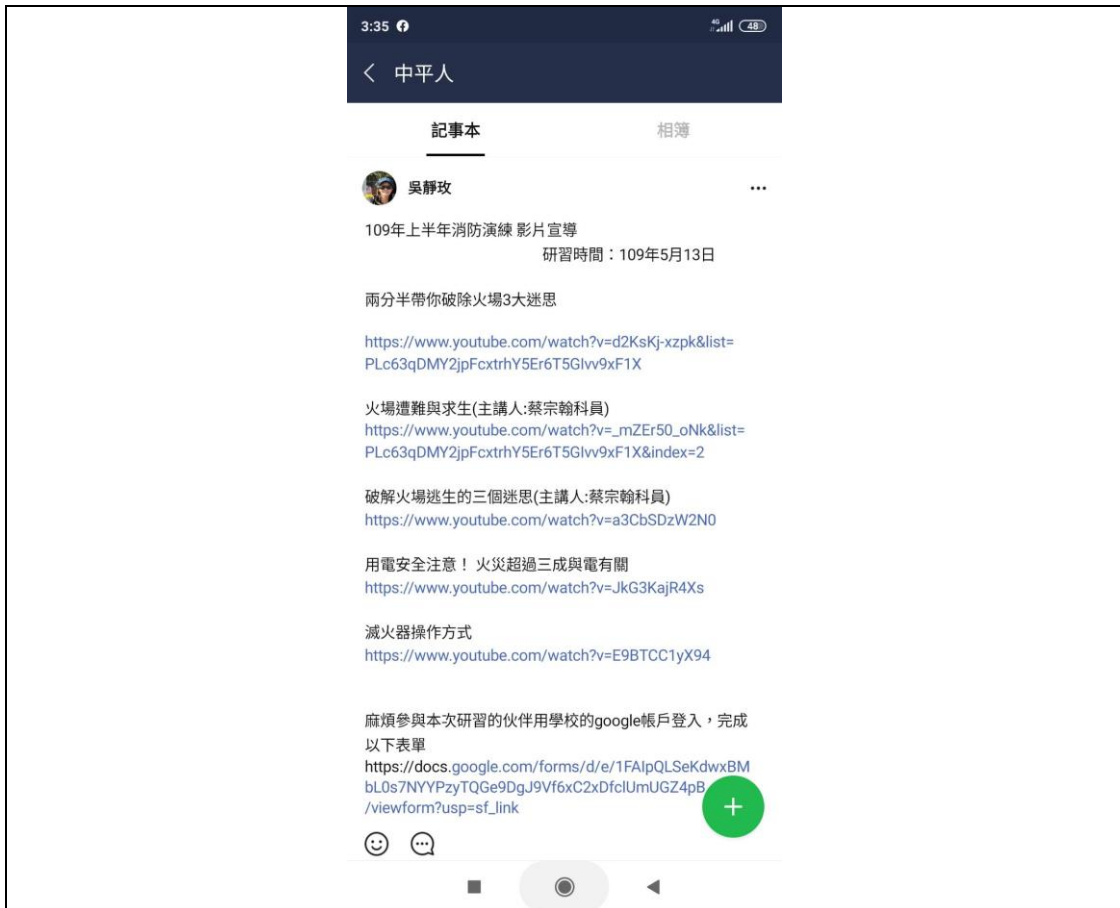 3:35
4G
48
中平人
記事本
相簿
吳靜玫
109年上半年消防演練 影片宣導
研習時間：109年5月13日
兩分半帶你破除火場3大迷思
https://www.youtube.com/watch?v=d2KsKj-xzpk&list=
PLc63qDMY2jpFcxtrhY5Er6T5GIvv9xF1X
火場遭難與求生(主講人:蔡宗翰科員)
https://www.youtube.com/watch?v=_mZEr50_oNk&list=
PLc63qDMY2jpFcxtrhY5Er6T5GIvv9xF1X&index=2
破解火場逃生的三個迷思(主講人:蔡宗翰科員)
https://www.youtube.com/watch?v=a3CbSDzW2N0
用電安全注意！ 火災超過三成與電有關
https://www.youtube.com/watch?v=JkG3KajR4Xs
滅火器操作方式
https://www.youtube.com/watch?v=E9BTCC1yX94
麻煩參與本次研習的伙伴用學校的google帳戶登入，完成
以下表單
https://docs.google.com/forms/d/e/1FAIpQLSeKdwxBM
bL0s7NYYPzyTQGe9DgJ9Vf6xC2xDfclUmUGZ4pB
/viewform?usp=sf_link